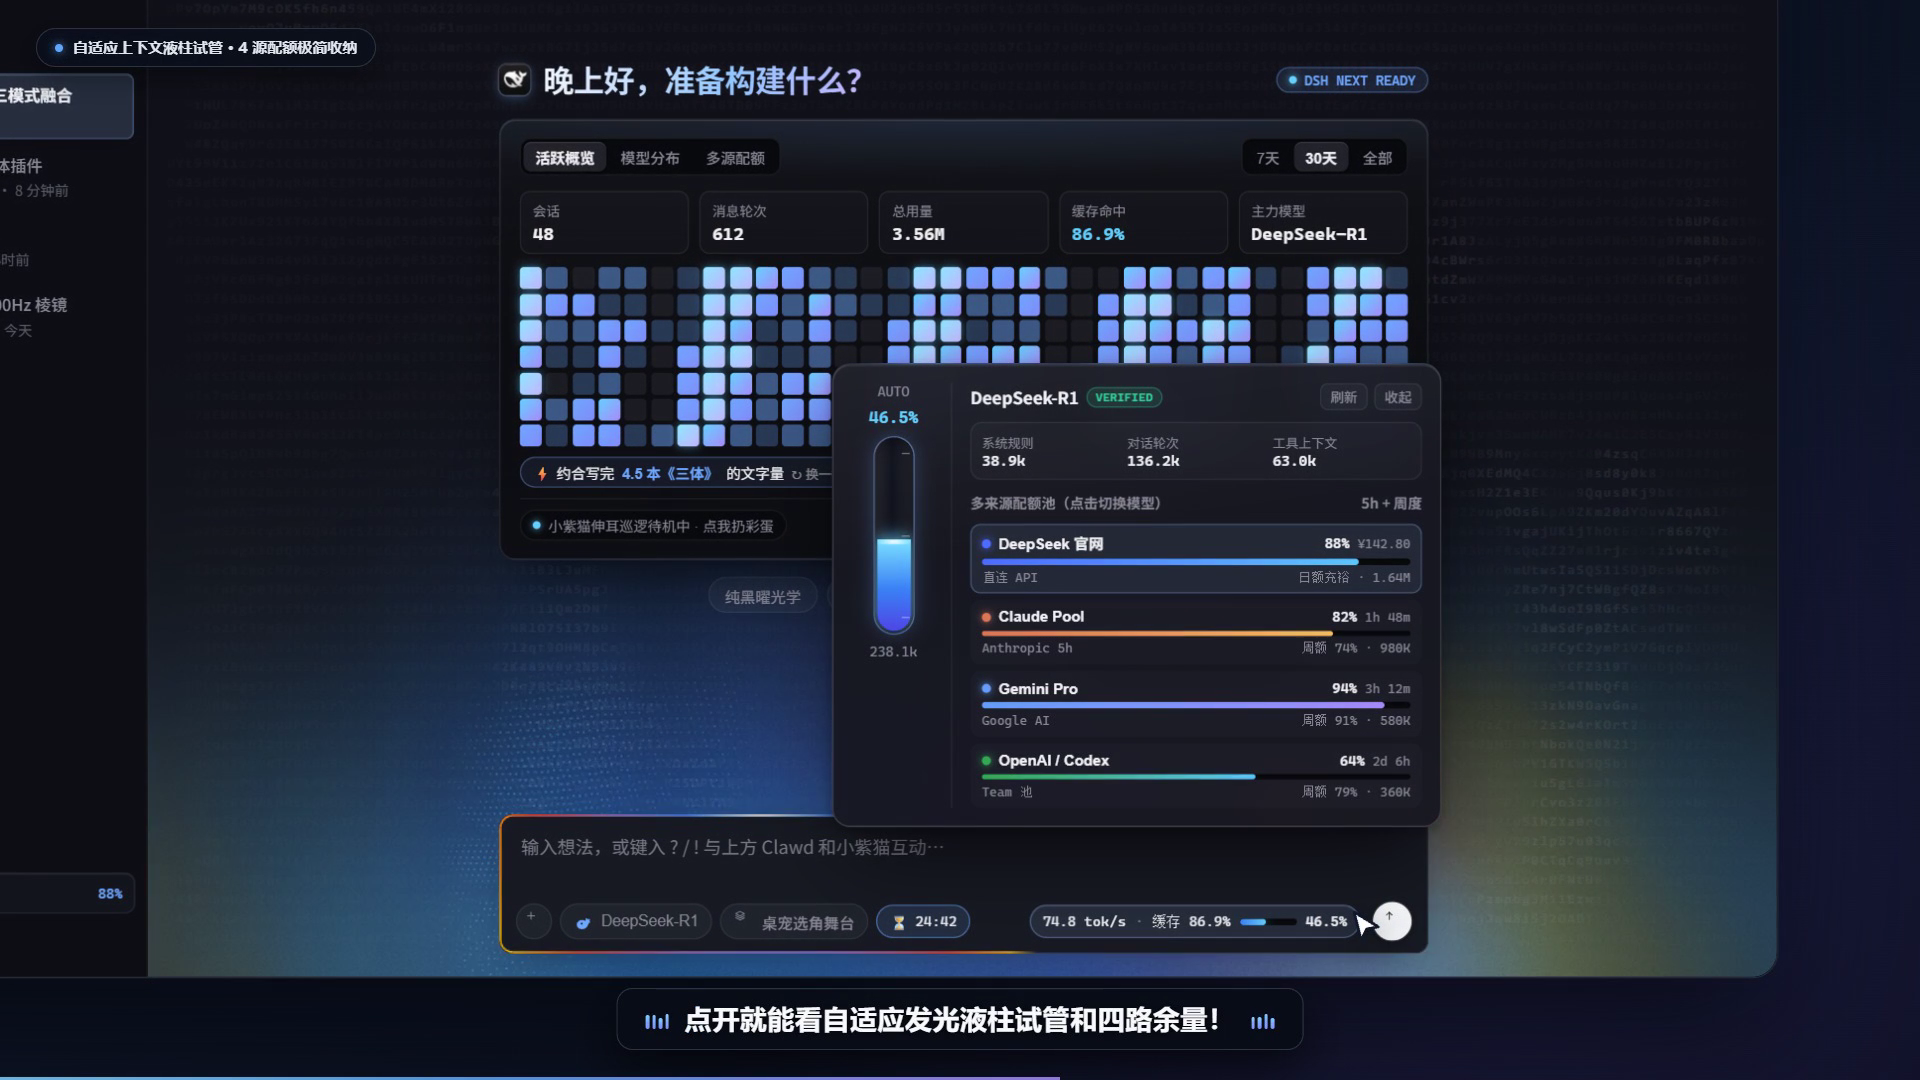 自适应上下文液柱试管 • 4 源配额极简收纳
三模式融合
体插件
• 8 分钟前
时前
00Hz 棱镜
今天
88%
晚上好，准备构建什么？
DSH NEXT READY
活跃概览 模型分布 多源配额
7天 30天 全部
会话 消息轮次 总用量 缓存命中 主力模型
48 612 3.56M 86.9% DeepSeek-R1
约合写完 4.5 本《三体》 的文字量 ↻ 换一
小紫猫伸耳巡逻待机中 · 点我扔彩蛋
纯黑曜光学
AUTO
46.5%
238.1k
DeepSeek-R1 VERIFIED 刷新 收起
系统规则 对话轮次 工具上下文
38.9k 136.2k 63.0k
多来源配额池（点击切换模型） 5h + 周度
DeepSeek 官网 88% ¥142.80
直连 API 日额充裕 · 1.64M
Claude Pool 82% 1h 48m
Anthropic 5h 周额 74% · 980K
Gemini Pro 94% 3h 12m
Google AI 周额 91% · 580K
OpenAI / Codex 64% 2d 6h
Team 池 周额 79% · 360K
输入想法，或键入 ? / ! 与上方 Clawd 和小紫猫互动…
+ DeepSeek-R1 桌宠选角舞台 ⏳ 24:42 74.8 tok/s · 缓存 86.9% 46.5% ↑
点开就能看自适应发光液柱试管和四路余量！